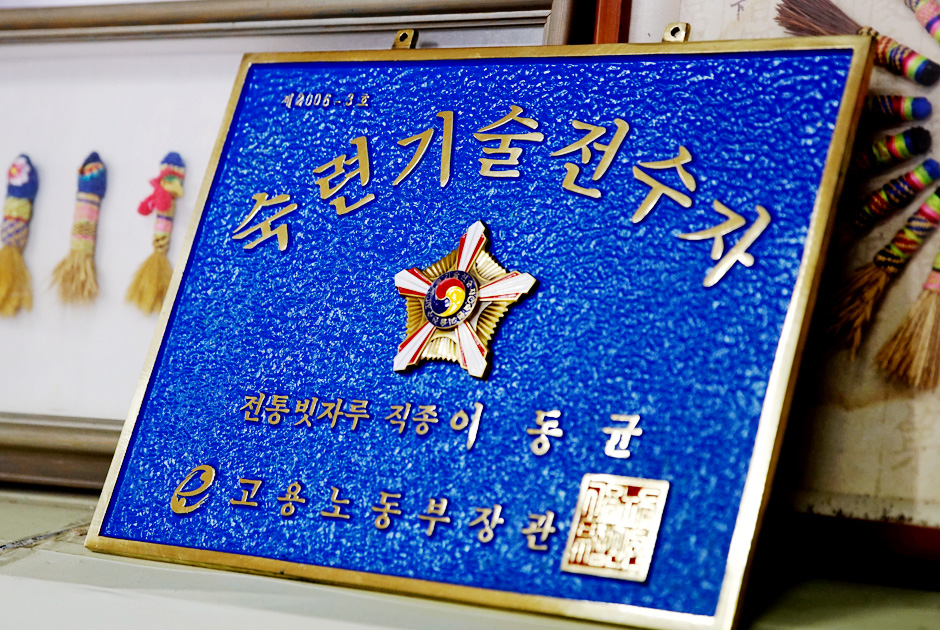 제2006-3호
숙련기술전수자
전통빗자루 직종 이 동 균
고용노동부장관